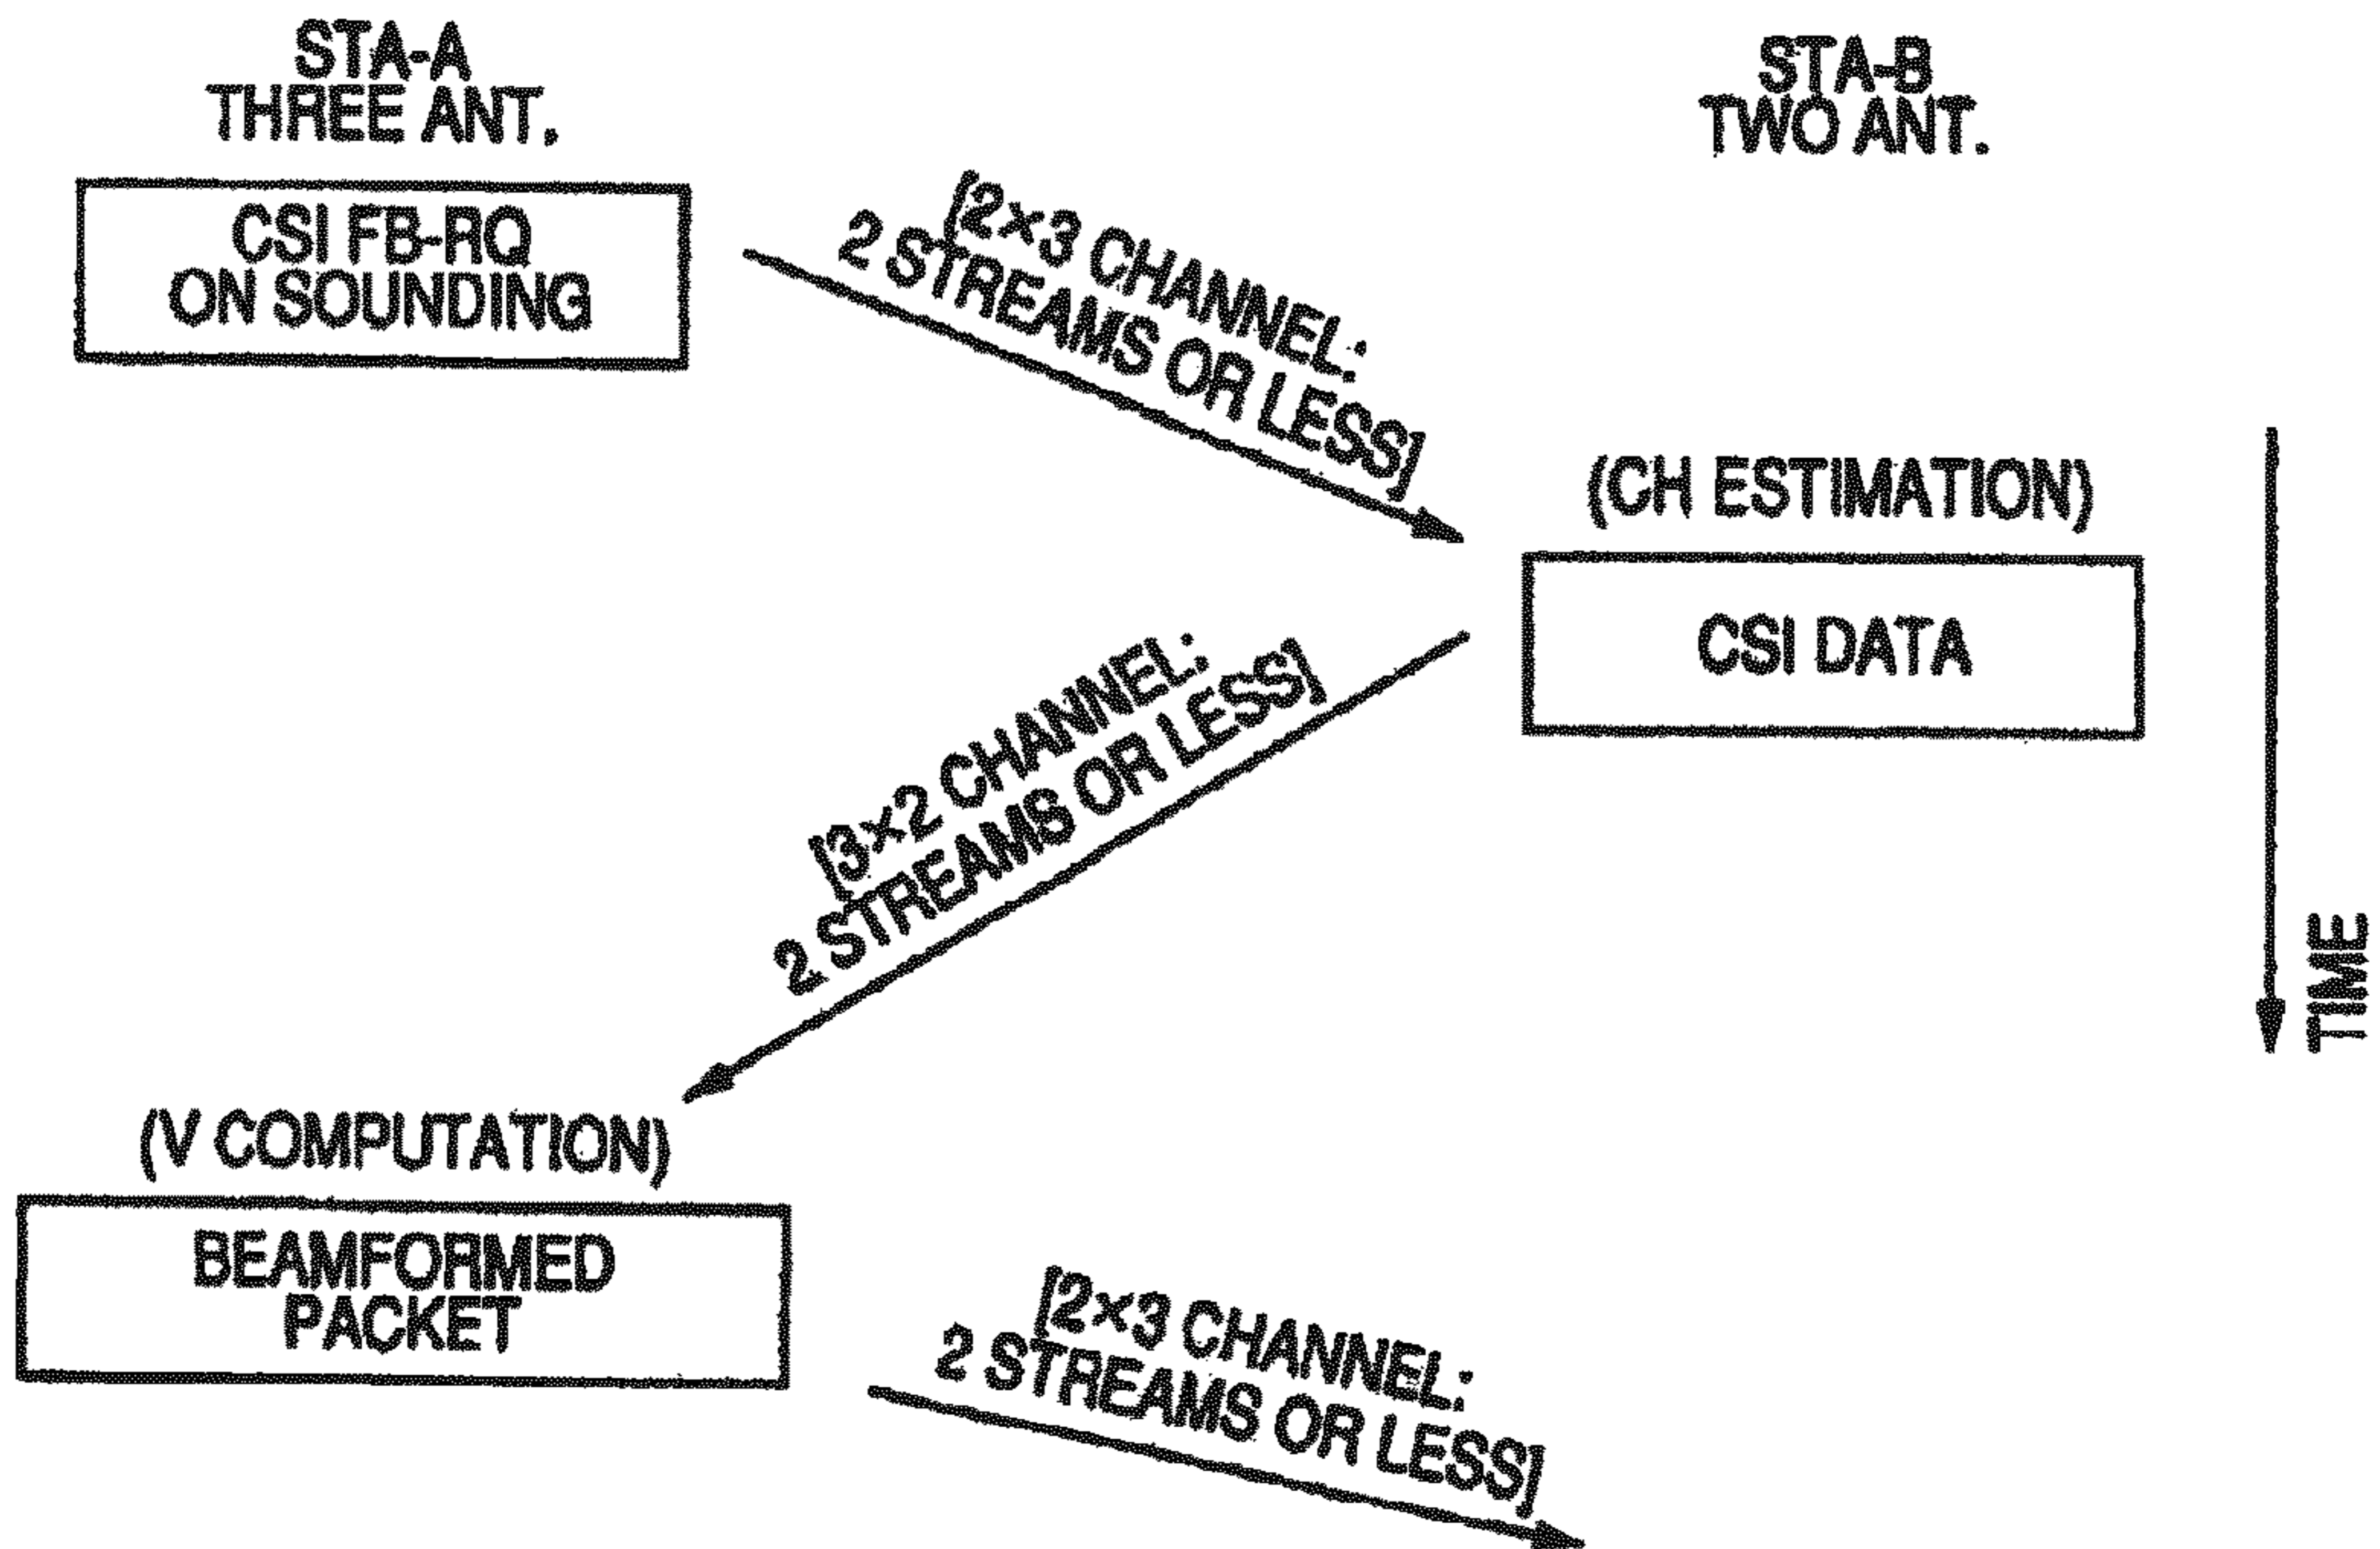 STA-A
THREE ANT.
STA-B
TWO ANT.
CSI FB-RQ
ON SOUNDING
[2×3 CHANNEL:
2 STREAMS OR LESS]
(CH ESTIMATION)
CSI DATA
[3×2 CHANNEL:
2 STREAMS OR LESS]
TIME
(V COMPUTATION)
BEAMFORMED
PACKET
[2×3 CHANNEL:
2 STREAMS OR LESS]